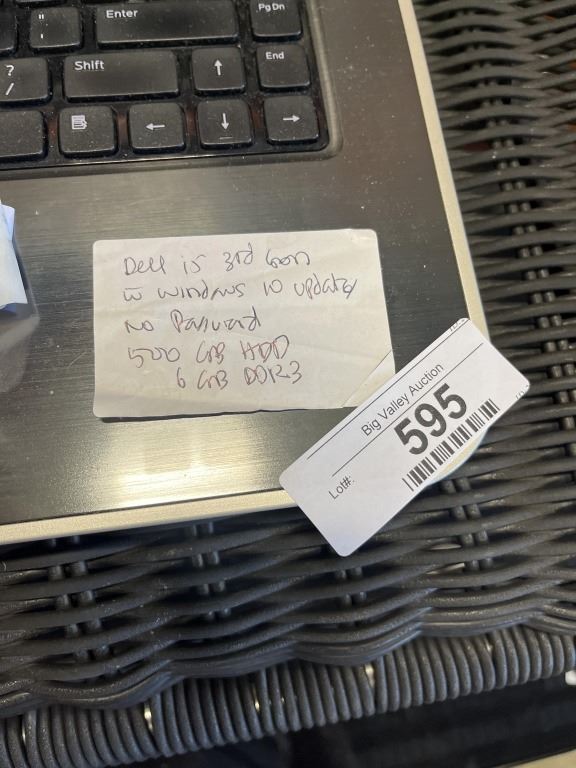 Enter
PgDn
"
'
End
?
/
Shift
↑
←
↓
→
Dell i5 3rd Gen
w̄ windows 10 update
No Password
500 GB HDD
6 GB DDR3
Big Valley Auction
595
Lot#: